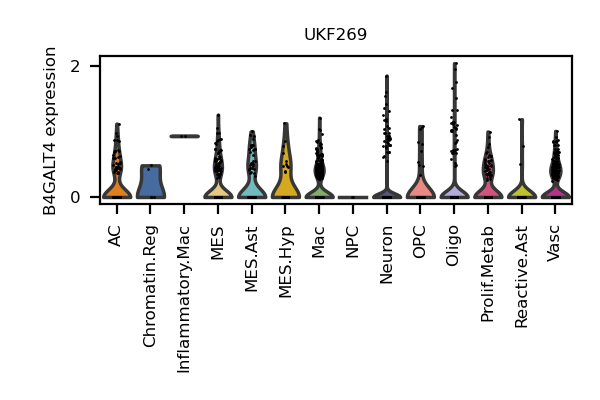 UKF269
B4GALT4 expression
2
0
AC
Chromatin.Reg
Inflammatory.Mac
MES
MES.Ast
MES.Hyp
Mac
NPC
Neuron
OPC
Oligo
Prolif.Metab
Reactive.Ast
Vasc